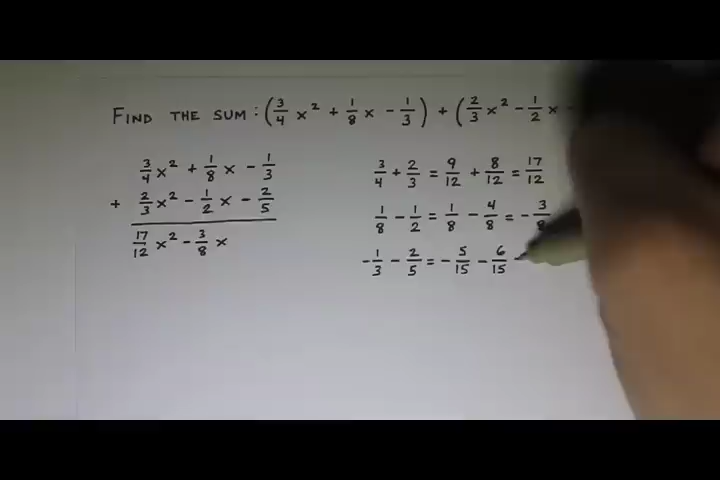 FIND THE SUM: (3/4 x² + 1/8 x - 1/3) + (2/3 x² - 1/2 x -
3/4 x² + 1/8 x - 1/3
+ 2/3 x² - 1/2 x - 2/5
17/12 x² - 3/8 x
3/4 + 2/3 = 9/12 + 8/12 = 17/12
1/8 - 1/2 = 1/8 - 4/8 = - 3/8
- 1/3 - 2/5 = - 5/15 - 6/15